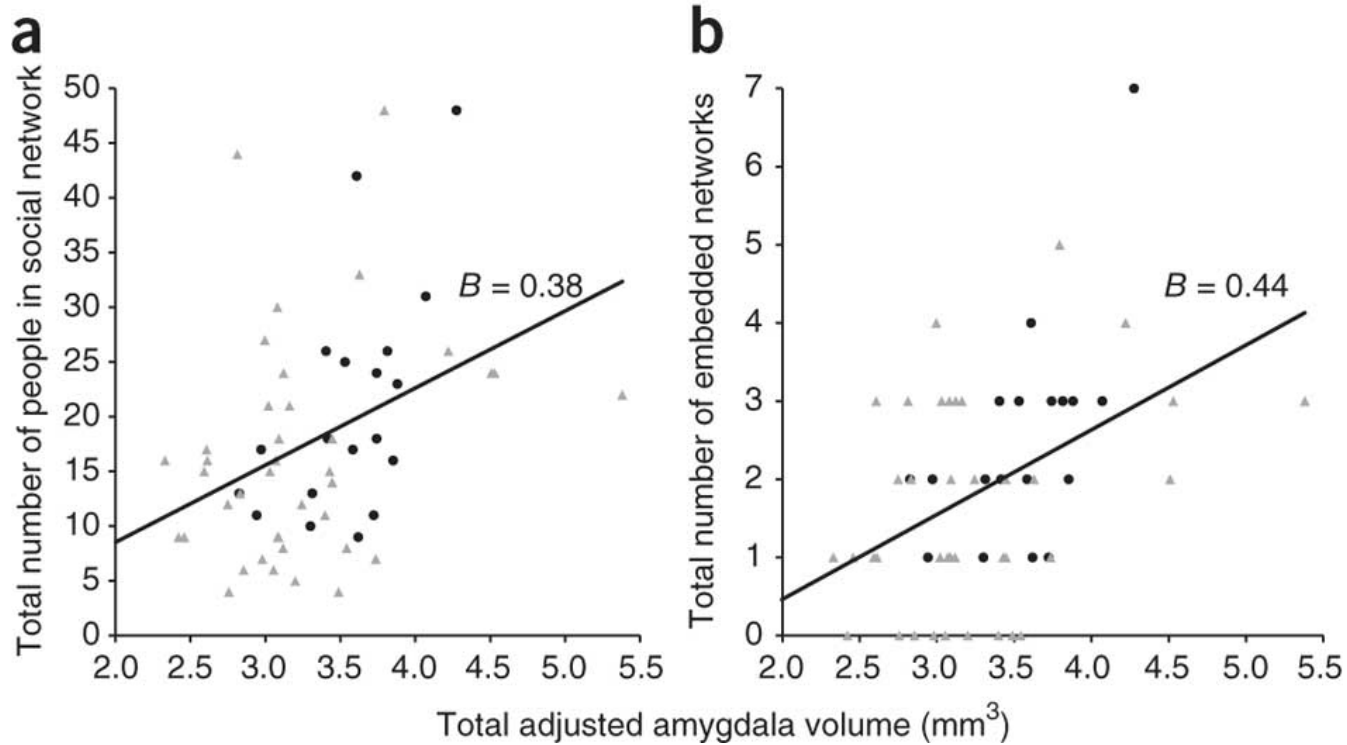 a
Total number of people in social network
50
45
40
35
30
25
20
15
10
5
0
B = 0.38
2.0 2.5 3.0 3.5 4.0 4.5 5.0 5.5
b
Total number of embedded networks
7
6
5
4
3
2
1
0
B = 0.44
2.0 2.5 3.0 3.5 4.0 4.5 5.0 5.5
Total adjusted amygdala volume (mm³)